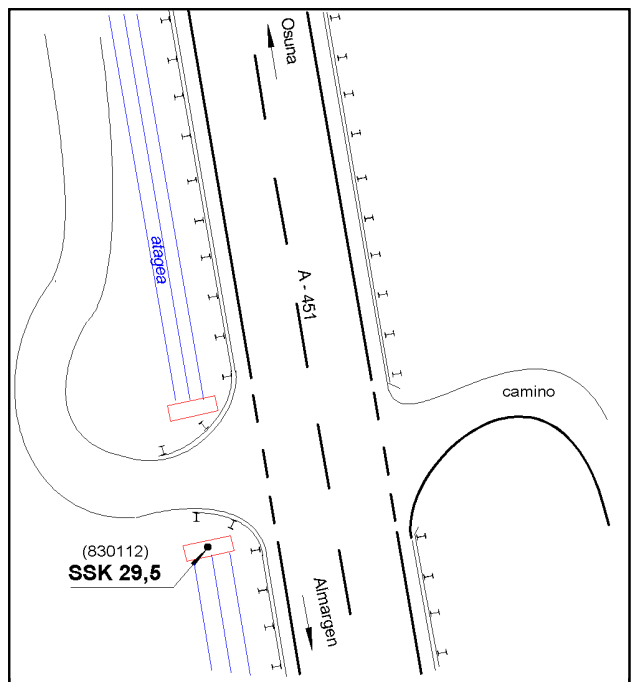 Osuna
atagea
A - 451
camino
(830112)
SSK 29,5
Almargen